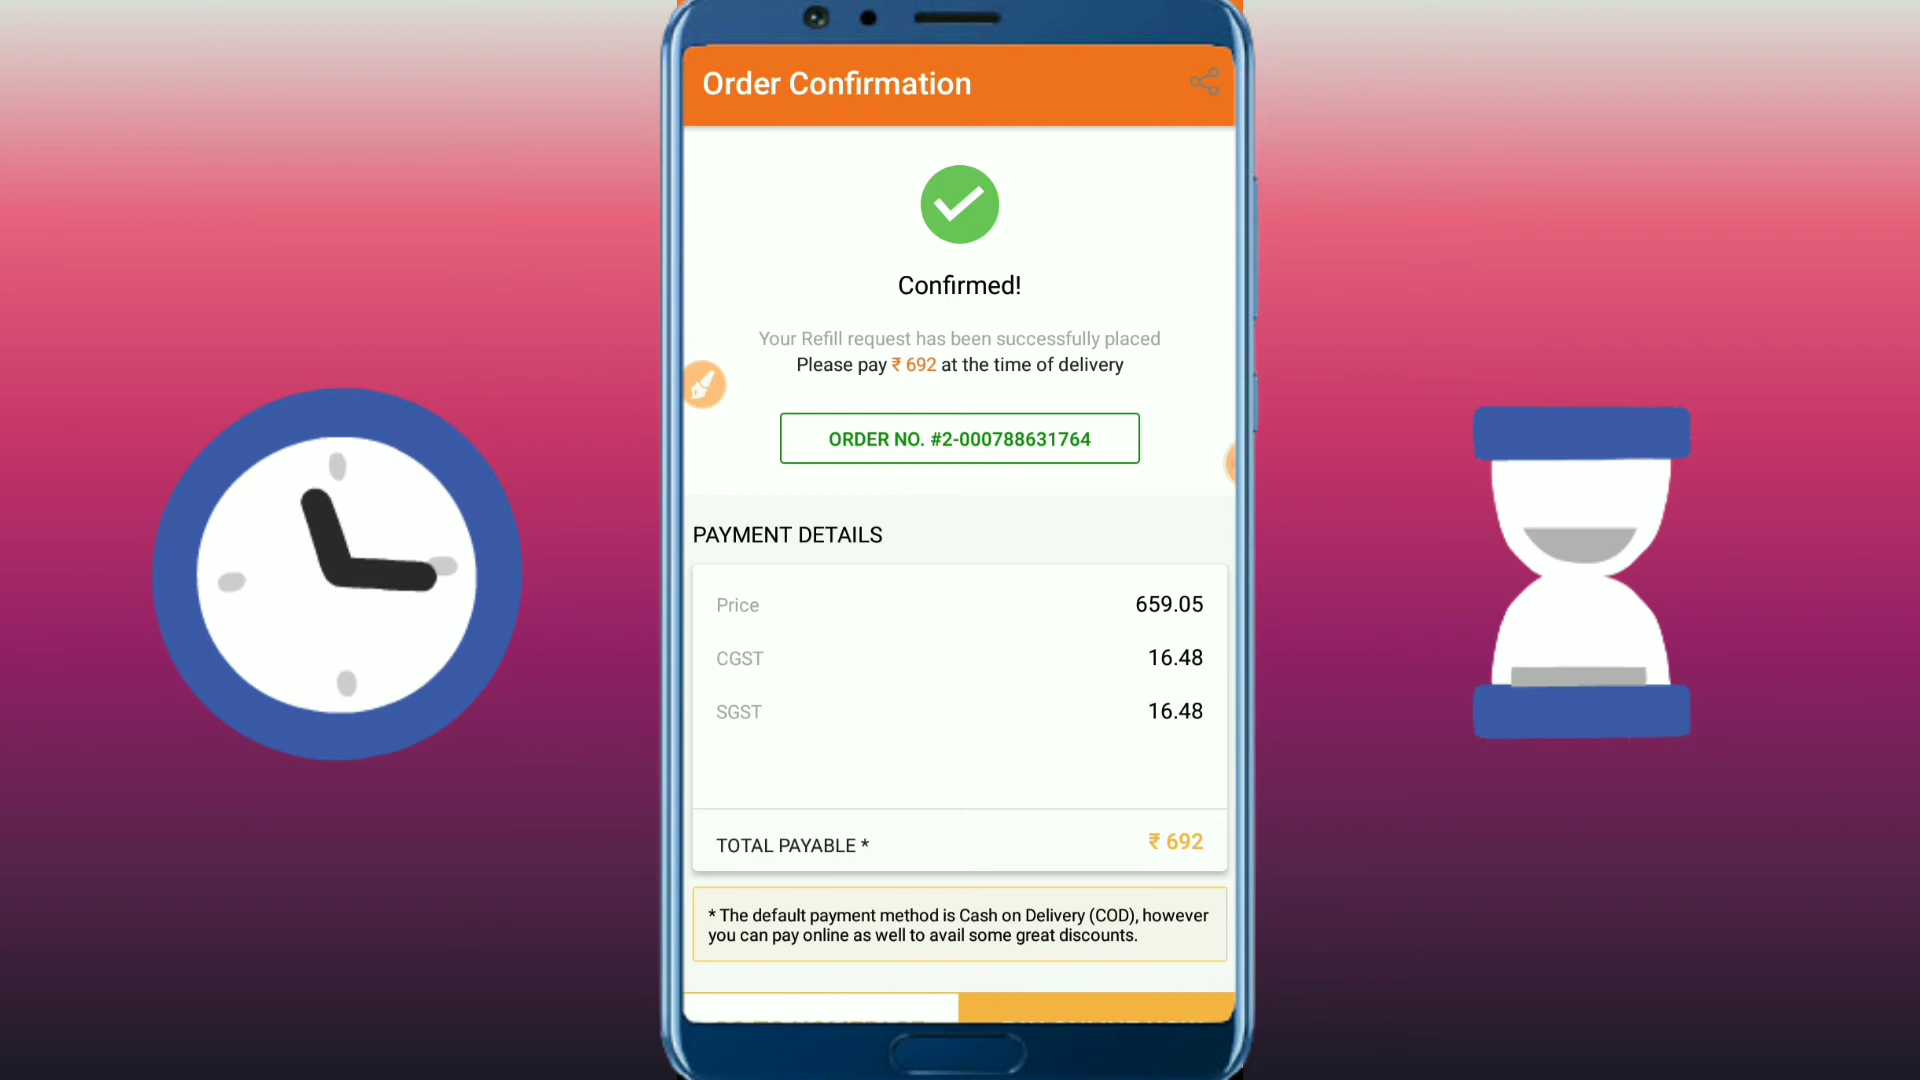 Order Confirmation
Confirmed!
Your Refill request has been successfully placed
Please pay ₹ 692 at the time of delivery
ORDER NO. #2-000788631764
PAYMENT DETAILS
Price 659.05
CGST 16.48
SGST 16.48
TOTAL PAYABLE * ₹ 692
* The default payment method is Cash on Delivery (COD), however
you can pay online as well to avail some great discounts.